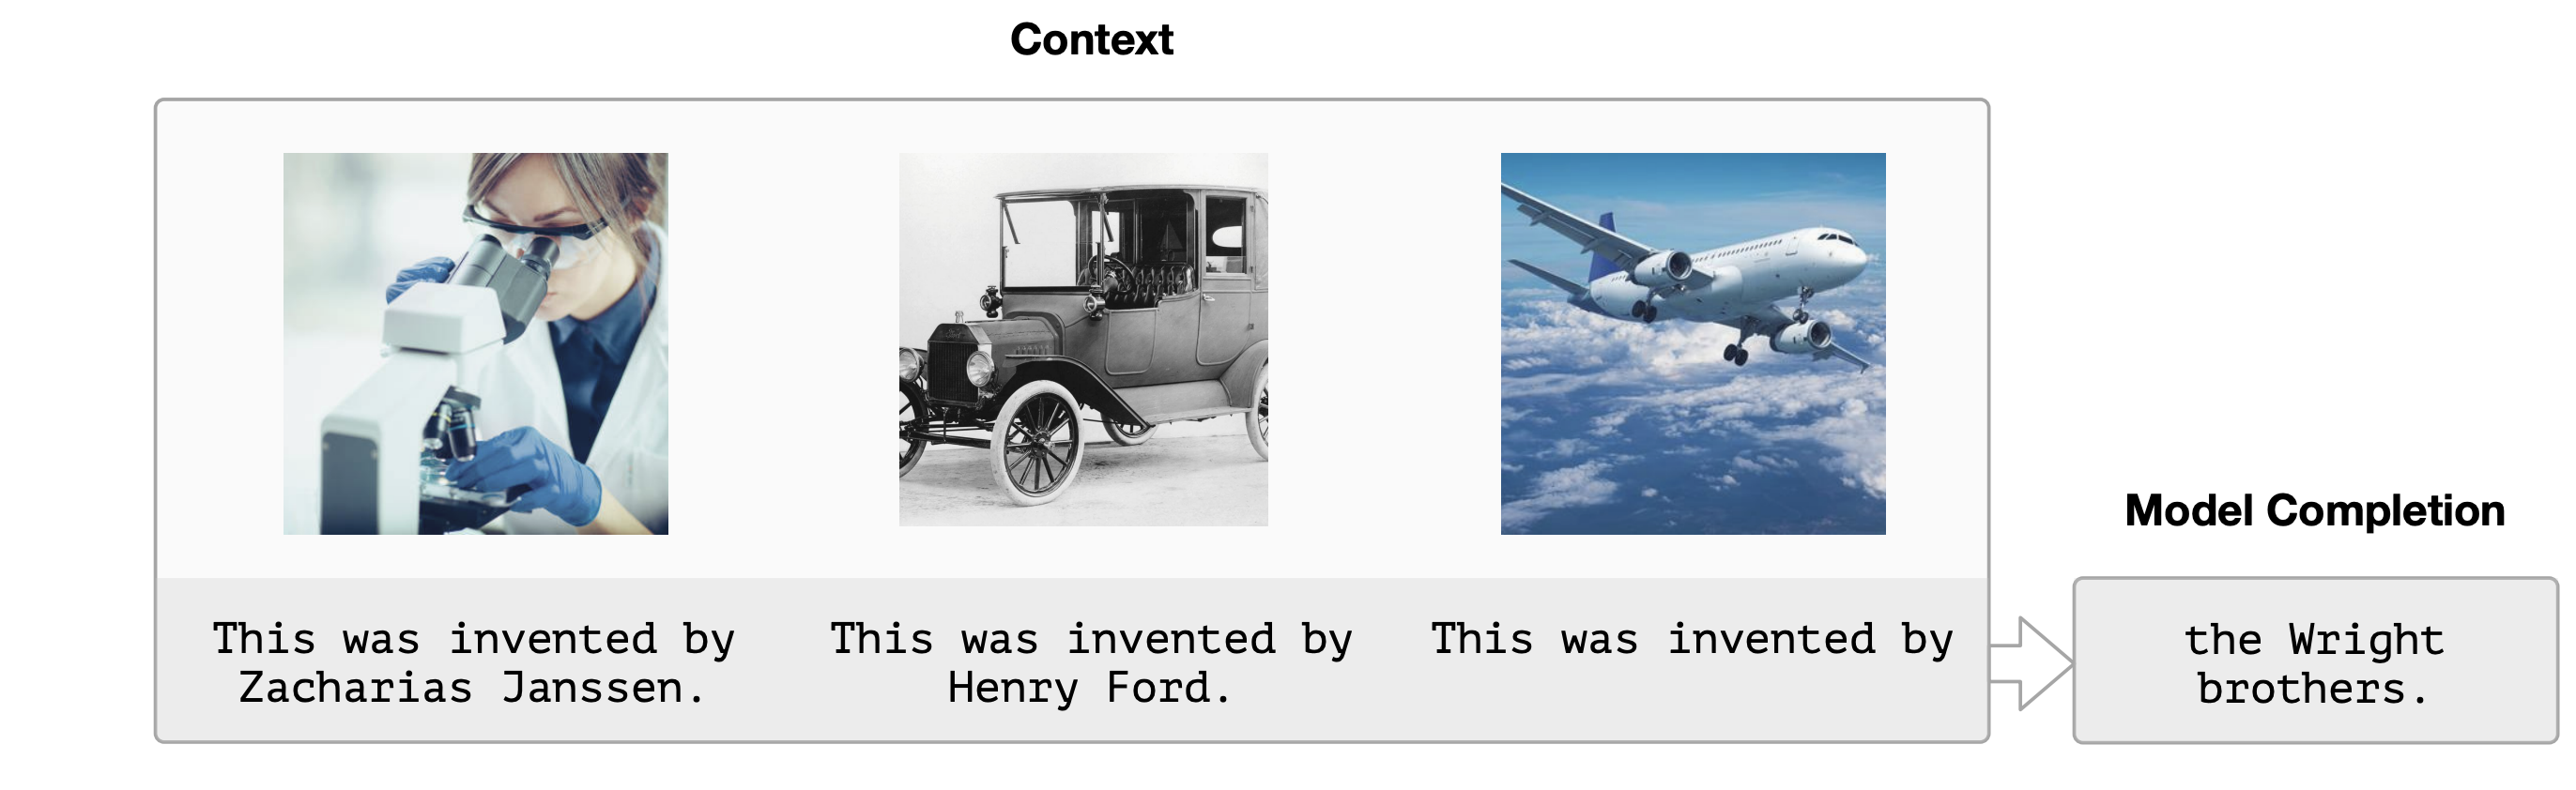 Context
This was invented by
Zacharias Janssen.
This was invented by
Henry Ford.
This was invented by
Model Completion
the Wright
brothers.